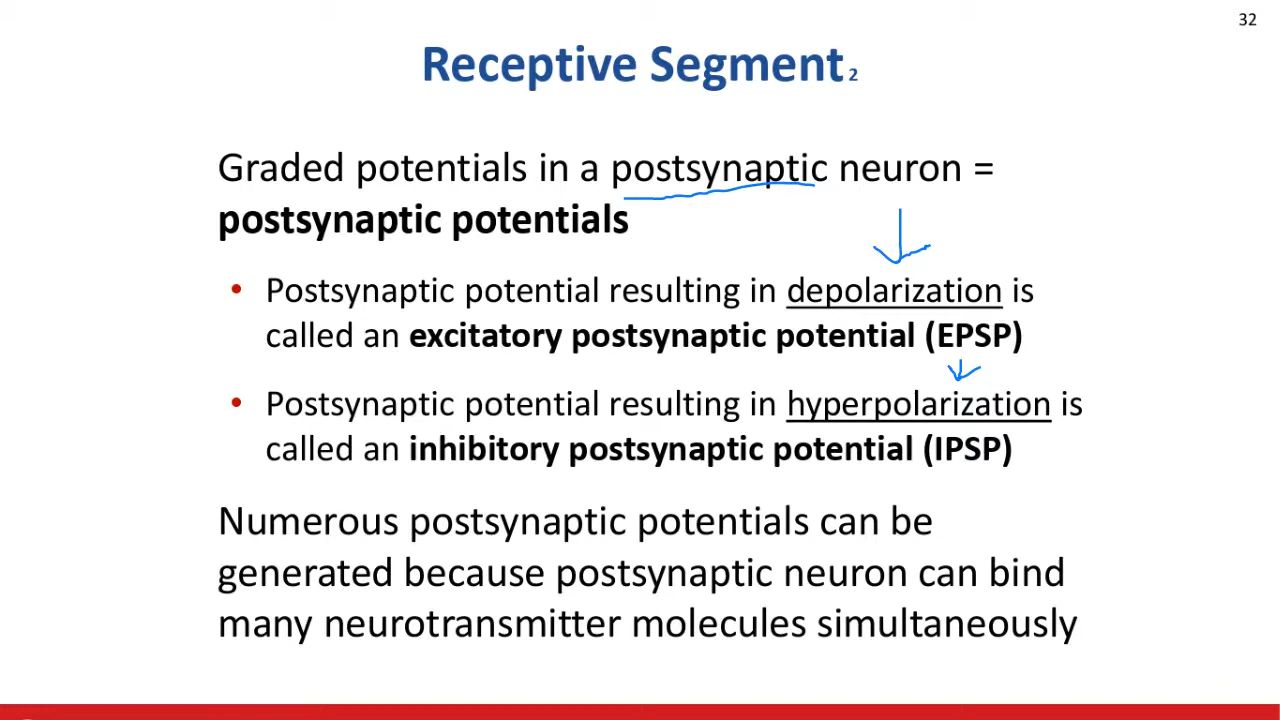 32
Receptive Segment 2
Graded potentials in a postsynaptic neuron =
postsynaptic potentials
• Postsynaptic potential resulting in depolarization is
called an excitatory postsynaptic potential (EPSP)
• Postsynaptic potential resulting in hyperpolarization is
called an inhibitory postsynaptic potential (IPSP)
Numerous postsynaptic potentials can be
generated because postsynaptic neuron can bind
many neurotransmitter molecules simultaneously